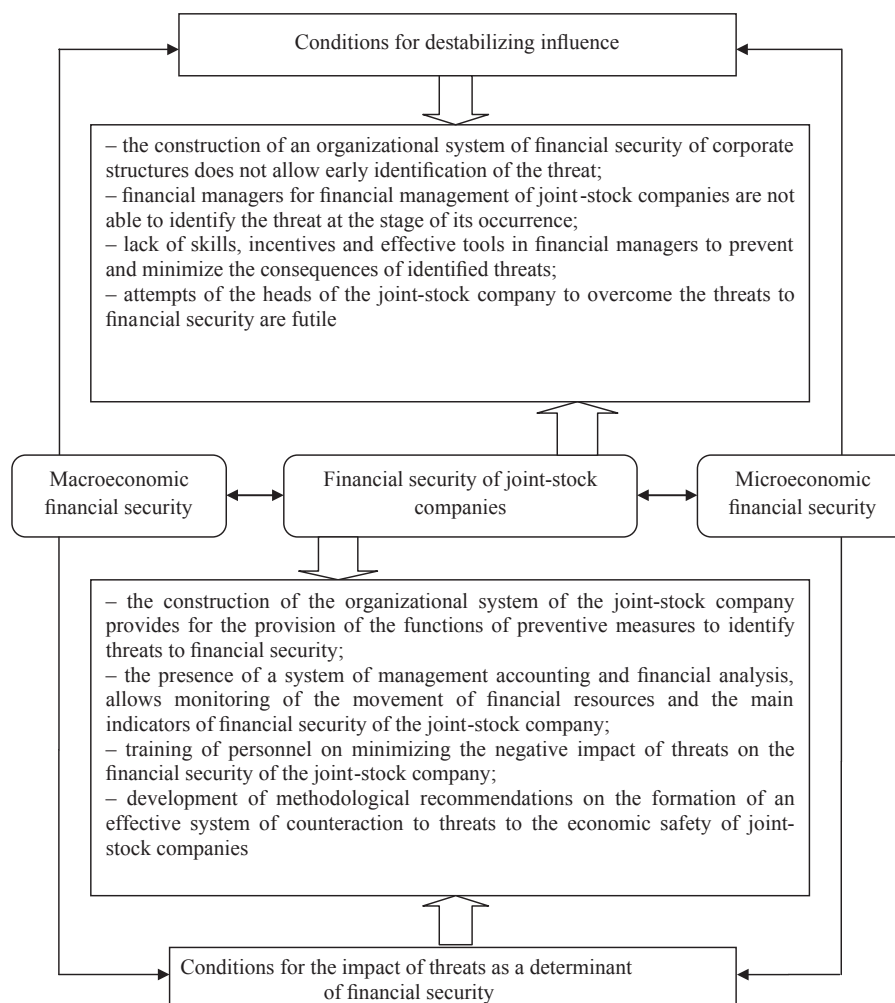 Conditions for destabilizing influence
– the construction of an organizational system of financial security of corporate
structures does not allow early identification of the threat;
– financial managers for financial management of joint-stock companies are not
able to identify the threat at the stage of its occurrence;
– lack of skills, incentives and effective tools in financial managers to prevent
and minimize the consequences of identified threats;
– attempts of the heads of the joint-stock company to overcome the threats to
financial security are futile
Macroeconomic
financial security
Financial security of joint-stock
companies
Microeconomic
financial security
– the construction of the organizational system of the joint-stock company
provides for the provision of the functions of preventive measures to identify
threats to financial security;
– the presence of a system of management accounting and financial analysis,
allows monitoring of the movement of financial resources and the main
indicators of financial security of the joint-stock company;
– training of personnel on minimizing the negative impact of threats on the
financial security of the joint-stock company;
– development of methodological recommendations on the formation of an
effective system of counteraction to threats to the economic safety of joint-
stock companies
Conditions for the impact of threats as a determinant
of financial security